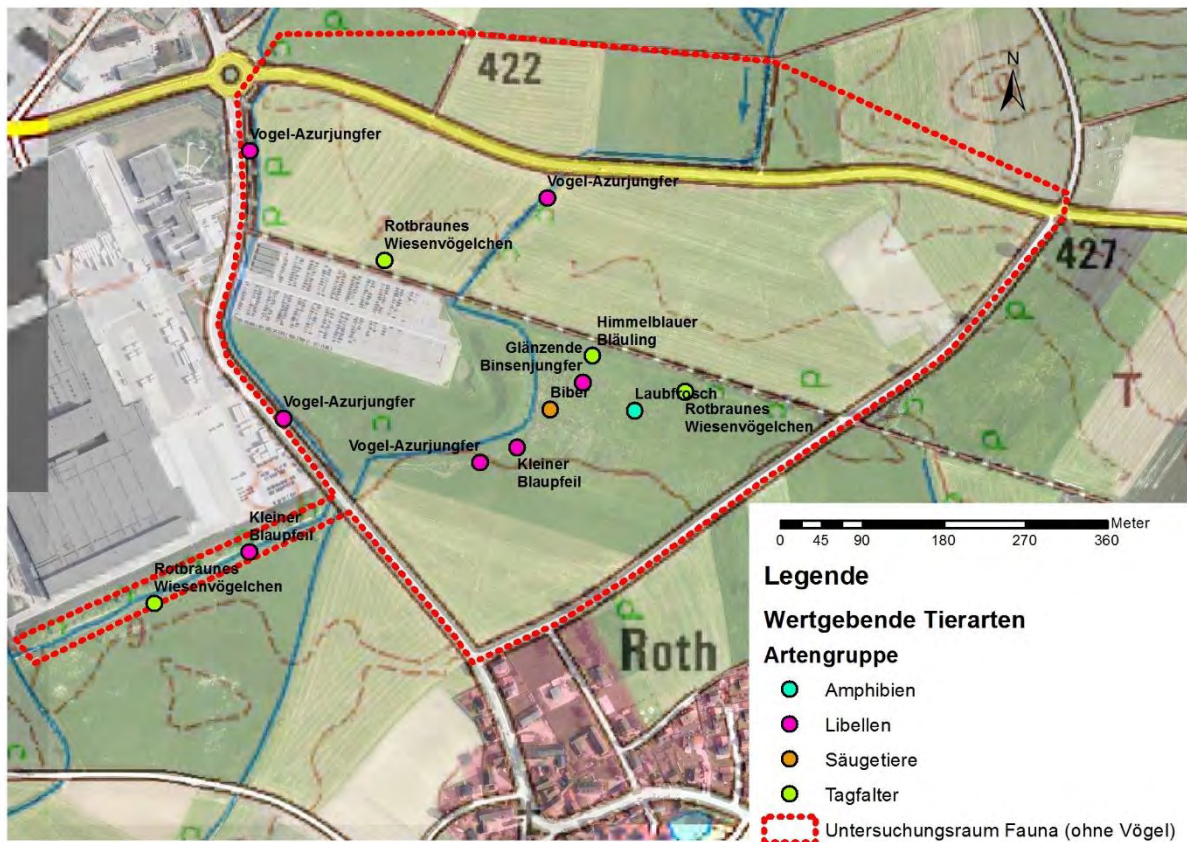 422
N
Vogel-Azurjungfer
Vogel-Azurjungfer
Rotbraunes
Wiesenvögelchen
427
Himmelblauer
Bläuling
Glänzende
Binsenjungfer
Biber
Laubfrosch
T
Rotbraunes
Wiesenvögelchen
Vogel-Azurjungfer
Vogel-Azurjungfer
Kleiner
Blaupfeil
Kleiner
Blaupfeil
Rotbraunes
Wiesenvögelchen
Roth
Meter
0 45 90 180 270 360
Legende
Wertgebende Tierarten
Artengruppe
Amphibien
Libellen
Säugetiere
Tagfalter
Untersuchungsraum Fauna (ohne Vögel)